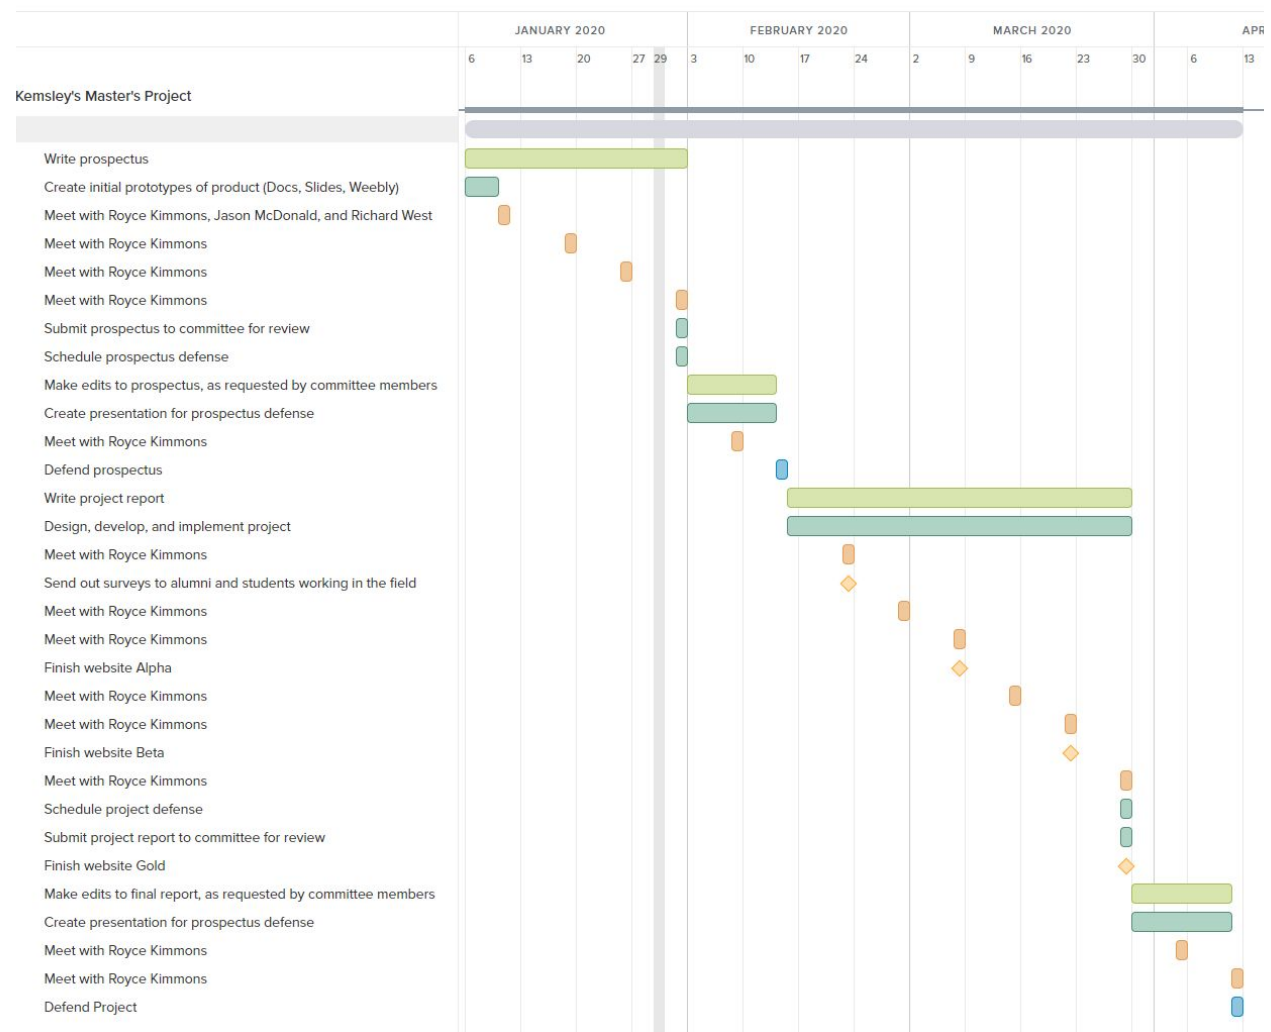 JANUARY 2020 FEBRUARY 2020 MARCH 2020 APR
6 13 20 27 29 3 10 17 24 2 9 16 23 30 6 13
Kemsley's Master's Project
Write prospectus
Create initial prototypes of product (Docs, Slides, Weebly)
Meet with Royce Kimmons, Jason McDonald, and Richard West
Meet with Royce Kimmons
Meet with Royce Kimmons
Meet with Royce Kimmons
Submit prospectus to committee for review
Schedule prospectus defense
Make edits to prospectus, as requested by committee members
Create presentation for prospectus defense
Meet with Royce Kimmons
Defend prospectus
Write project report
Design, develop, and implement project
Meet with Royce Kimmons
Send out surveys to alumni and students working in the field
Meet with Royce Kimmons
Meet with Royce Kimmons
Finish website Alpha
Meet with Royce Kimmons
Meet with Royce Kimmons
Finish website Beta
Meet with Royce Kimmons
Schedule project defense
Submit project report to committee for review
Finish website Gold
Make edits to final report, as requested by committee members
Create presentation for prospectus defense
Meet with Royce Kimmons
Meet with Royce Kimmons
Defend Project